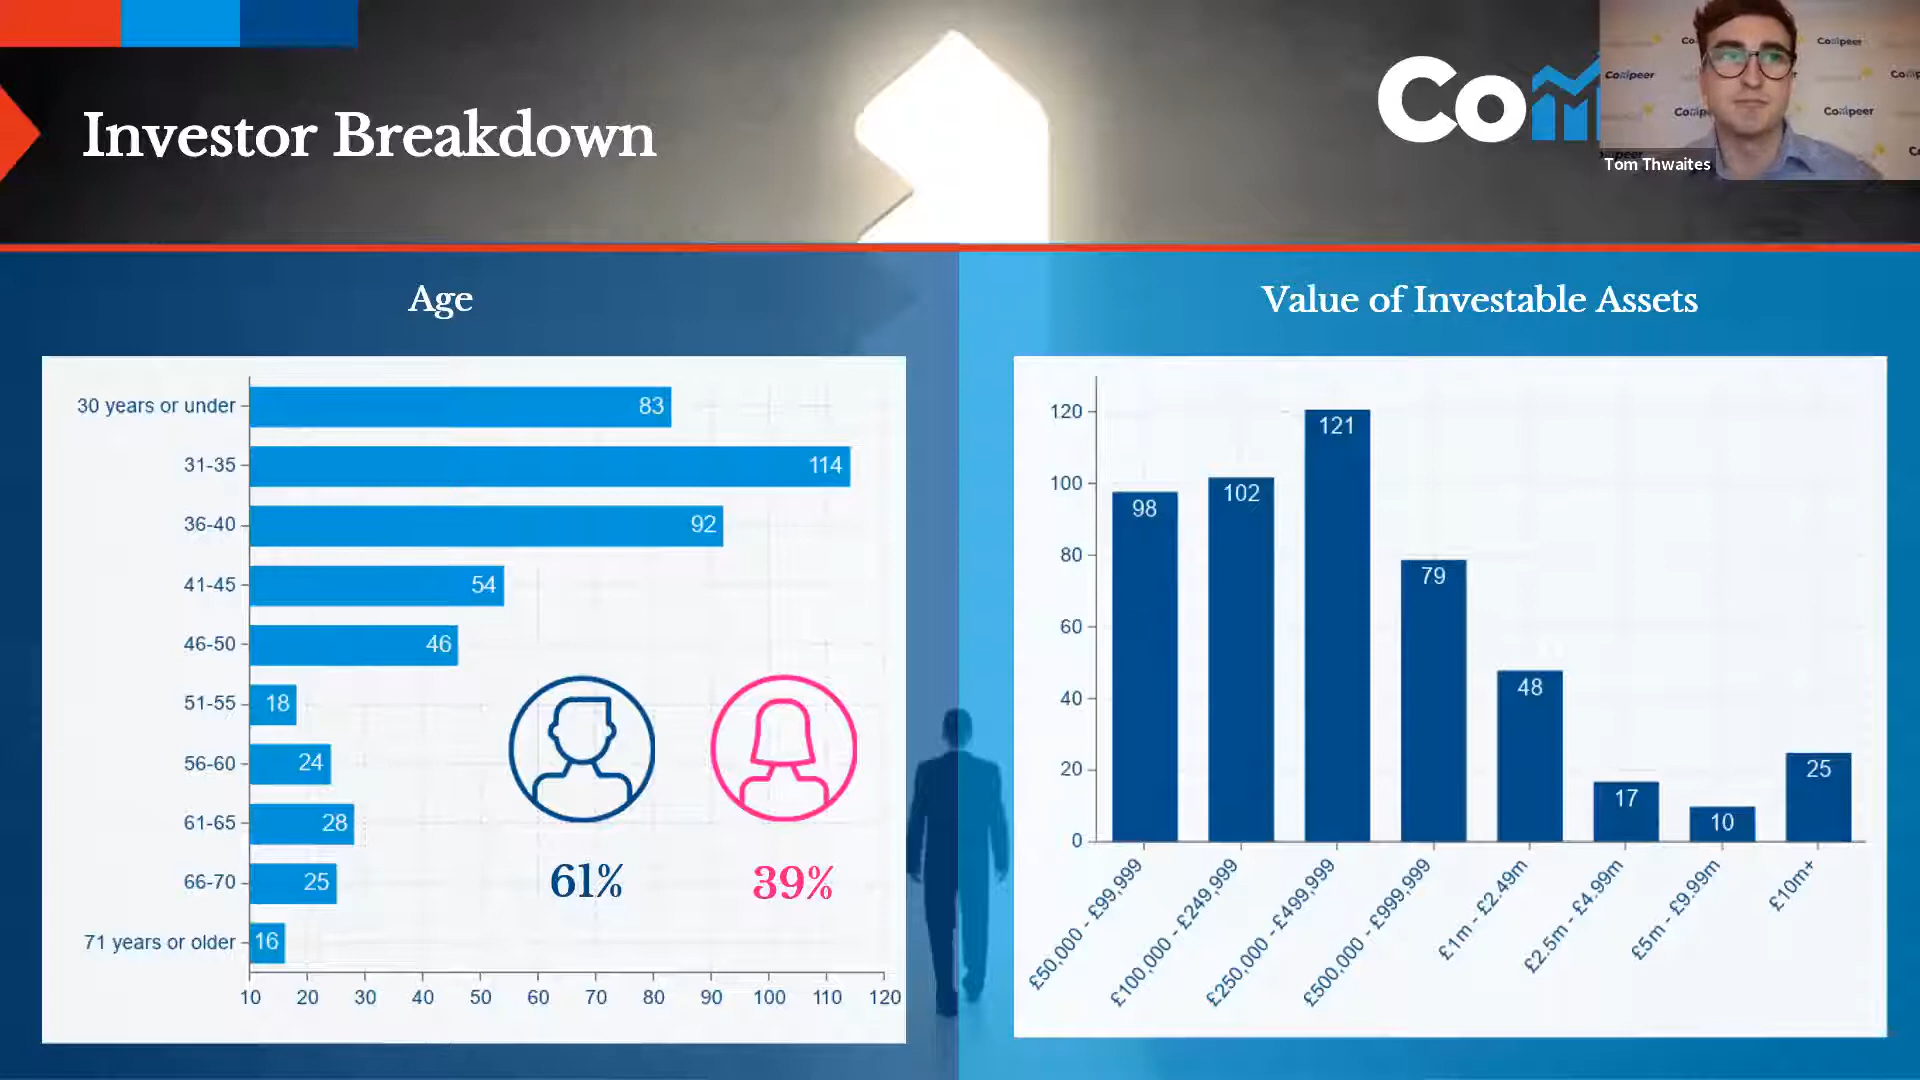 Investor Breakdown
Co
Compeer
Compeer
Compeer
Compeer
Tom Thwaites
Age
Value of Investable Assets
30 years or under
83
31-35
114
36-40
92
41-45
54
46-50
46
51-55
18
56-60
24
61-65
28
66-70
25
71 years or older
16
10 20 30 40 50 60 70 80 90 100 110 120
61%
39%
120
100
80
60
40
20
0
98
102
121
79
48
17
10
25
£50,000 - £99,999
£100,000 - £249,999
£250,000 - £499,999
£500,000 - £999,999
£1m - £2.49m
£2.5m - £4.99m
£5m - £9.99m
£10m+